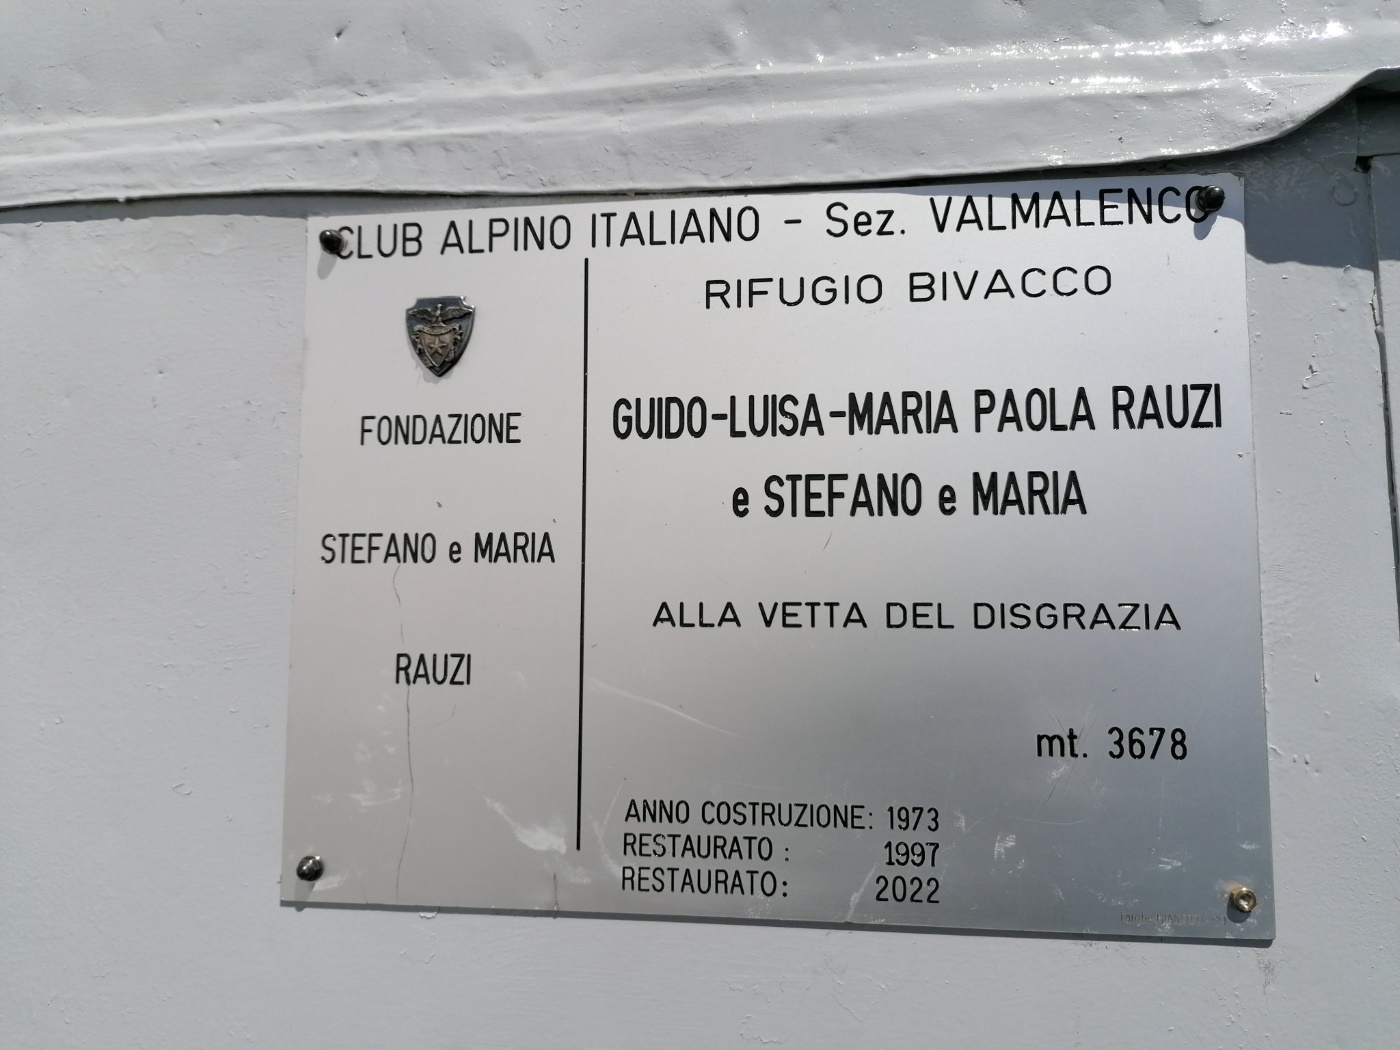 CLUB ALPINO ITALIANO - Sez. VALMALENCO
RIFUGIO BIVACCO
FONDAZIONE
STEFANO e MARIA
RAUZI
GUIDO-LUISA-MARIA PAOLA RAUZI
e STEFANO e MARIA
ALLA VETTA DEL DISGRAZIA
mt. 3678
ANNO COSTRUZIONE: 1973
RESTAURATO : 1997
RESTAURATO: 2022